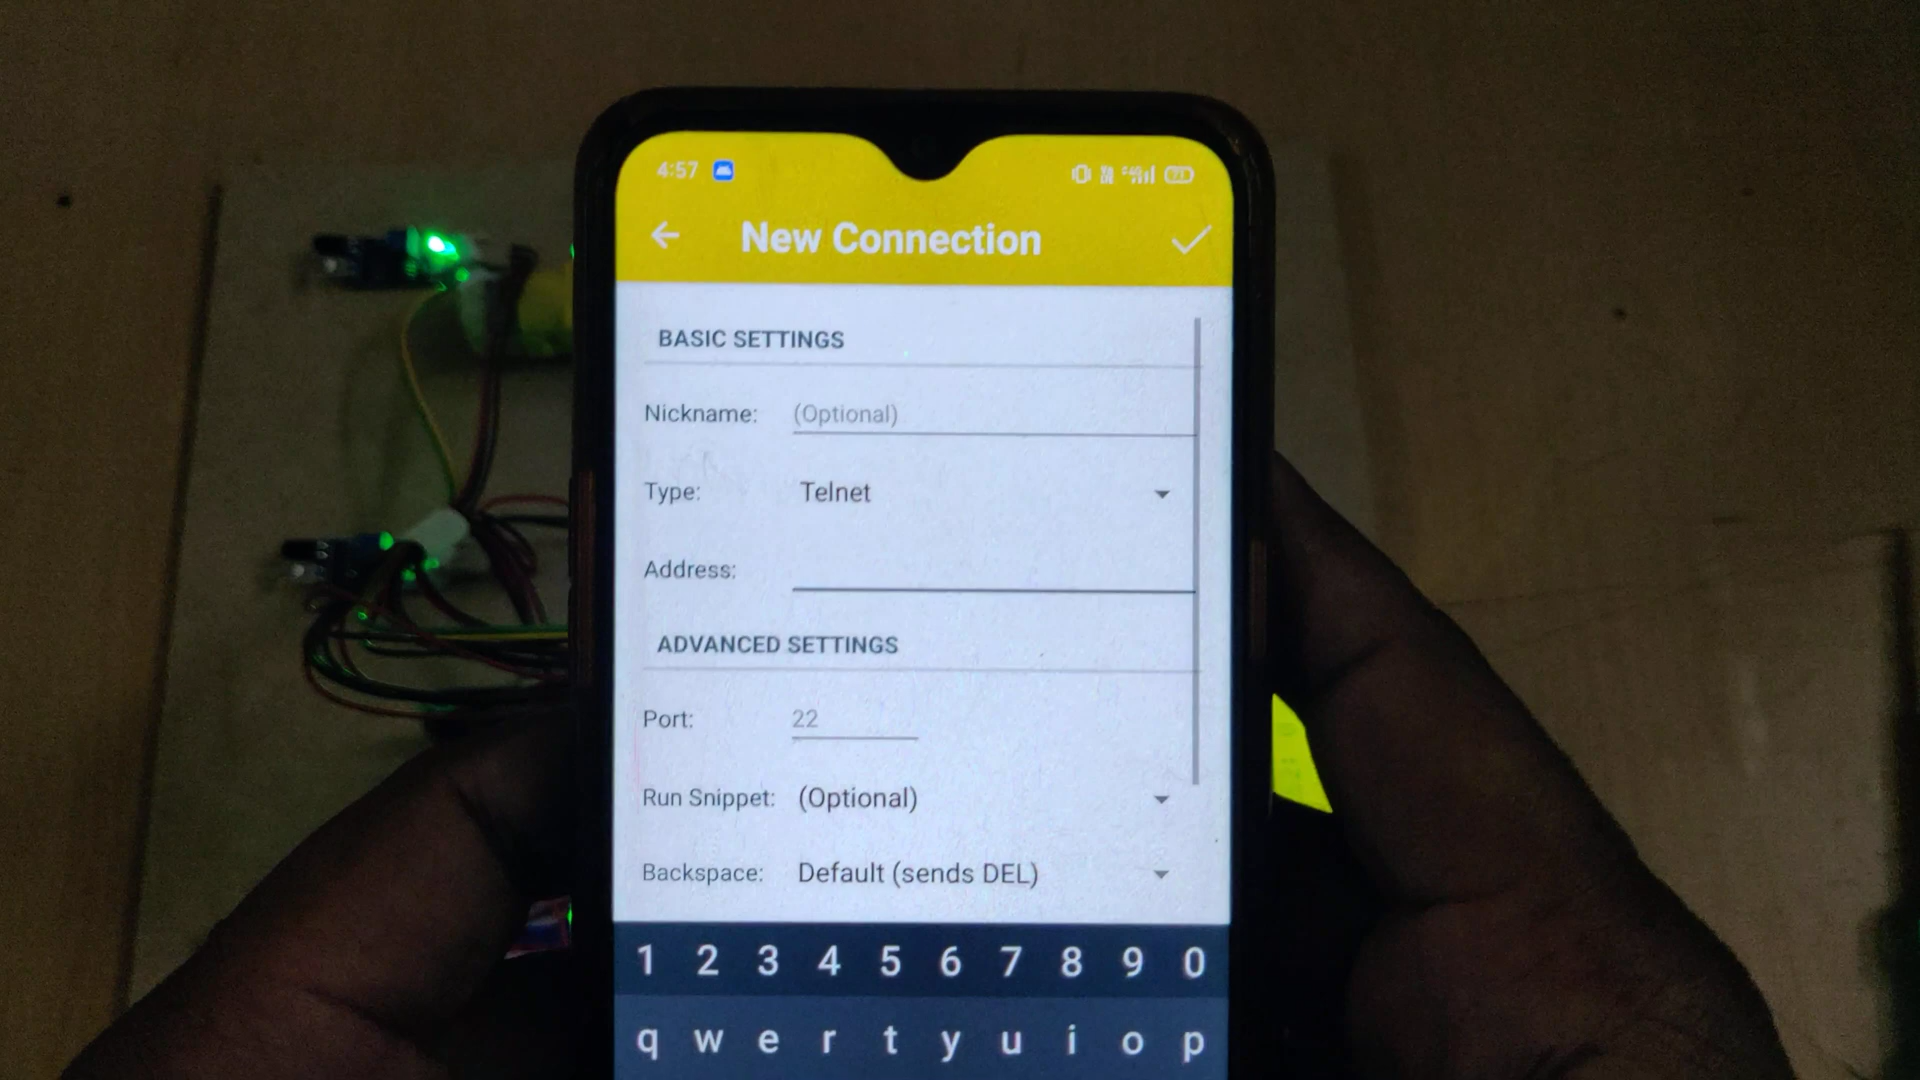 4:57
New Connection
BASIC SETTINGS
Nickname: (Optional)
Type: Telnet
Address:
ADVANCED SETTINGS
Port: 22
Run Snippet: (Optional)
Backspace: Default (sends DEL)
1 2 3 4 5 6 7 8 9 0
q w e r t y u i o p